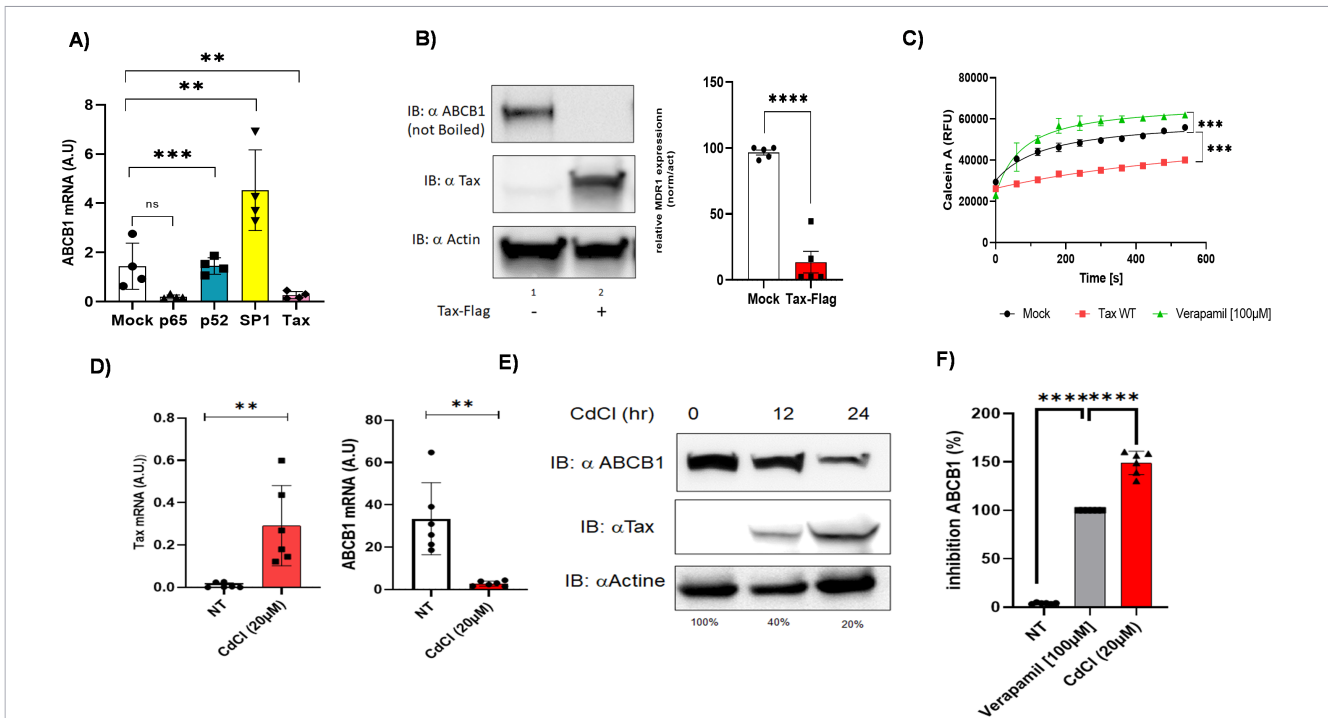 A)
**
**
***
ns
ABCB1 mRNA (A.U)
8
6
4
2
0
Mock p65 p52 SP1 Tax
B)
IB: α ABCB1
(not Boiled)
IB: α Tax
IB: α Actin
1 2
Tax-Flag - +
relative MDR1 expressionn
(norm/act)
150
100
50
0
****
Mock Tax-Flag
C)
Calcein A (RFU)
80000
60000
40000
20000
0
***
***
0 200 400 600
Time [s]
Mock Tax WT Verapamil [100µM]
D)
Tax mRNA (A.U.))
0.8
0.6
0.4
0.2
0.0
**
NT
CdCl (20µM)
ABCB1 mRNA (A.U)
80
60
40
20
0
**
NT
CdCl (20µM)
E)
CdCl (hr) 0 12 24
IB: α ABCB1
IB: αTax
IB: αActine
100% 40% 20%
F)
inhibition ABCB1 (%)
200
150
100
50
0
********
NT
Verapamil [100µM]
CdCl (20µM)